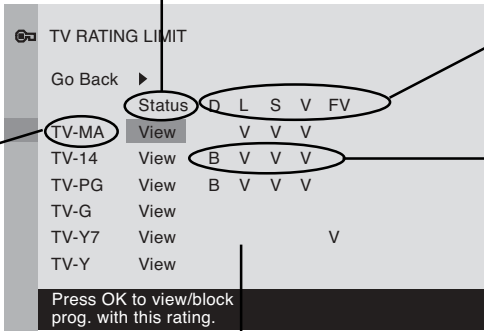 TV RATING LIMIT
Go Back
Status D L S V FV
TV-MA View V V V
TV-14 View B V V V
TV-PG View B V V V
TV-G View
TV-Y7 View V
TV-Y View
Press OK to view/block
prog. with this rating.